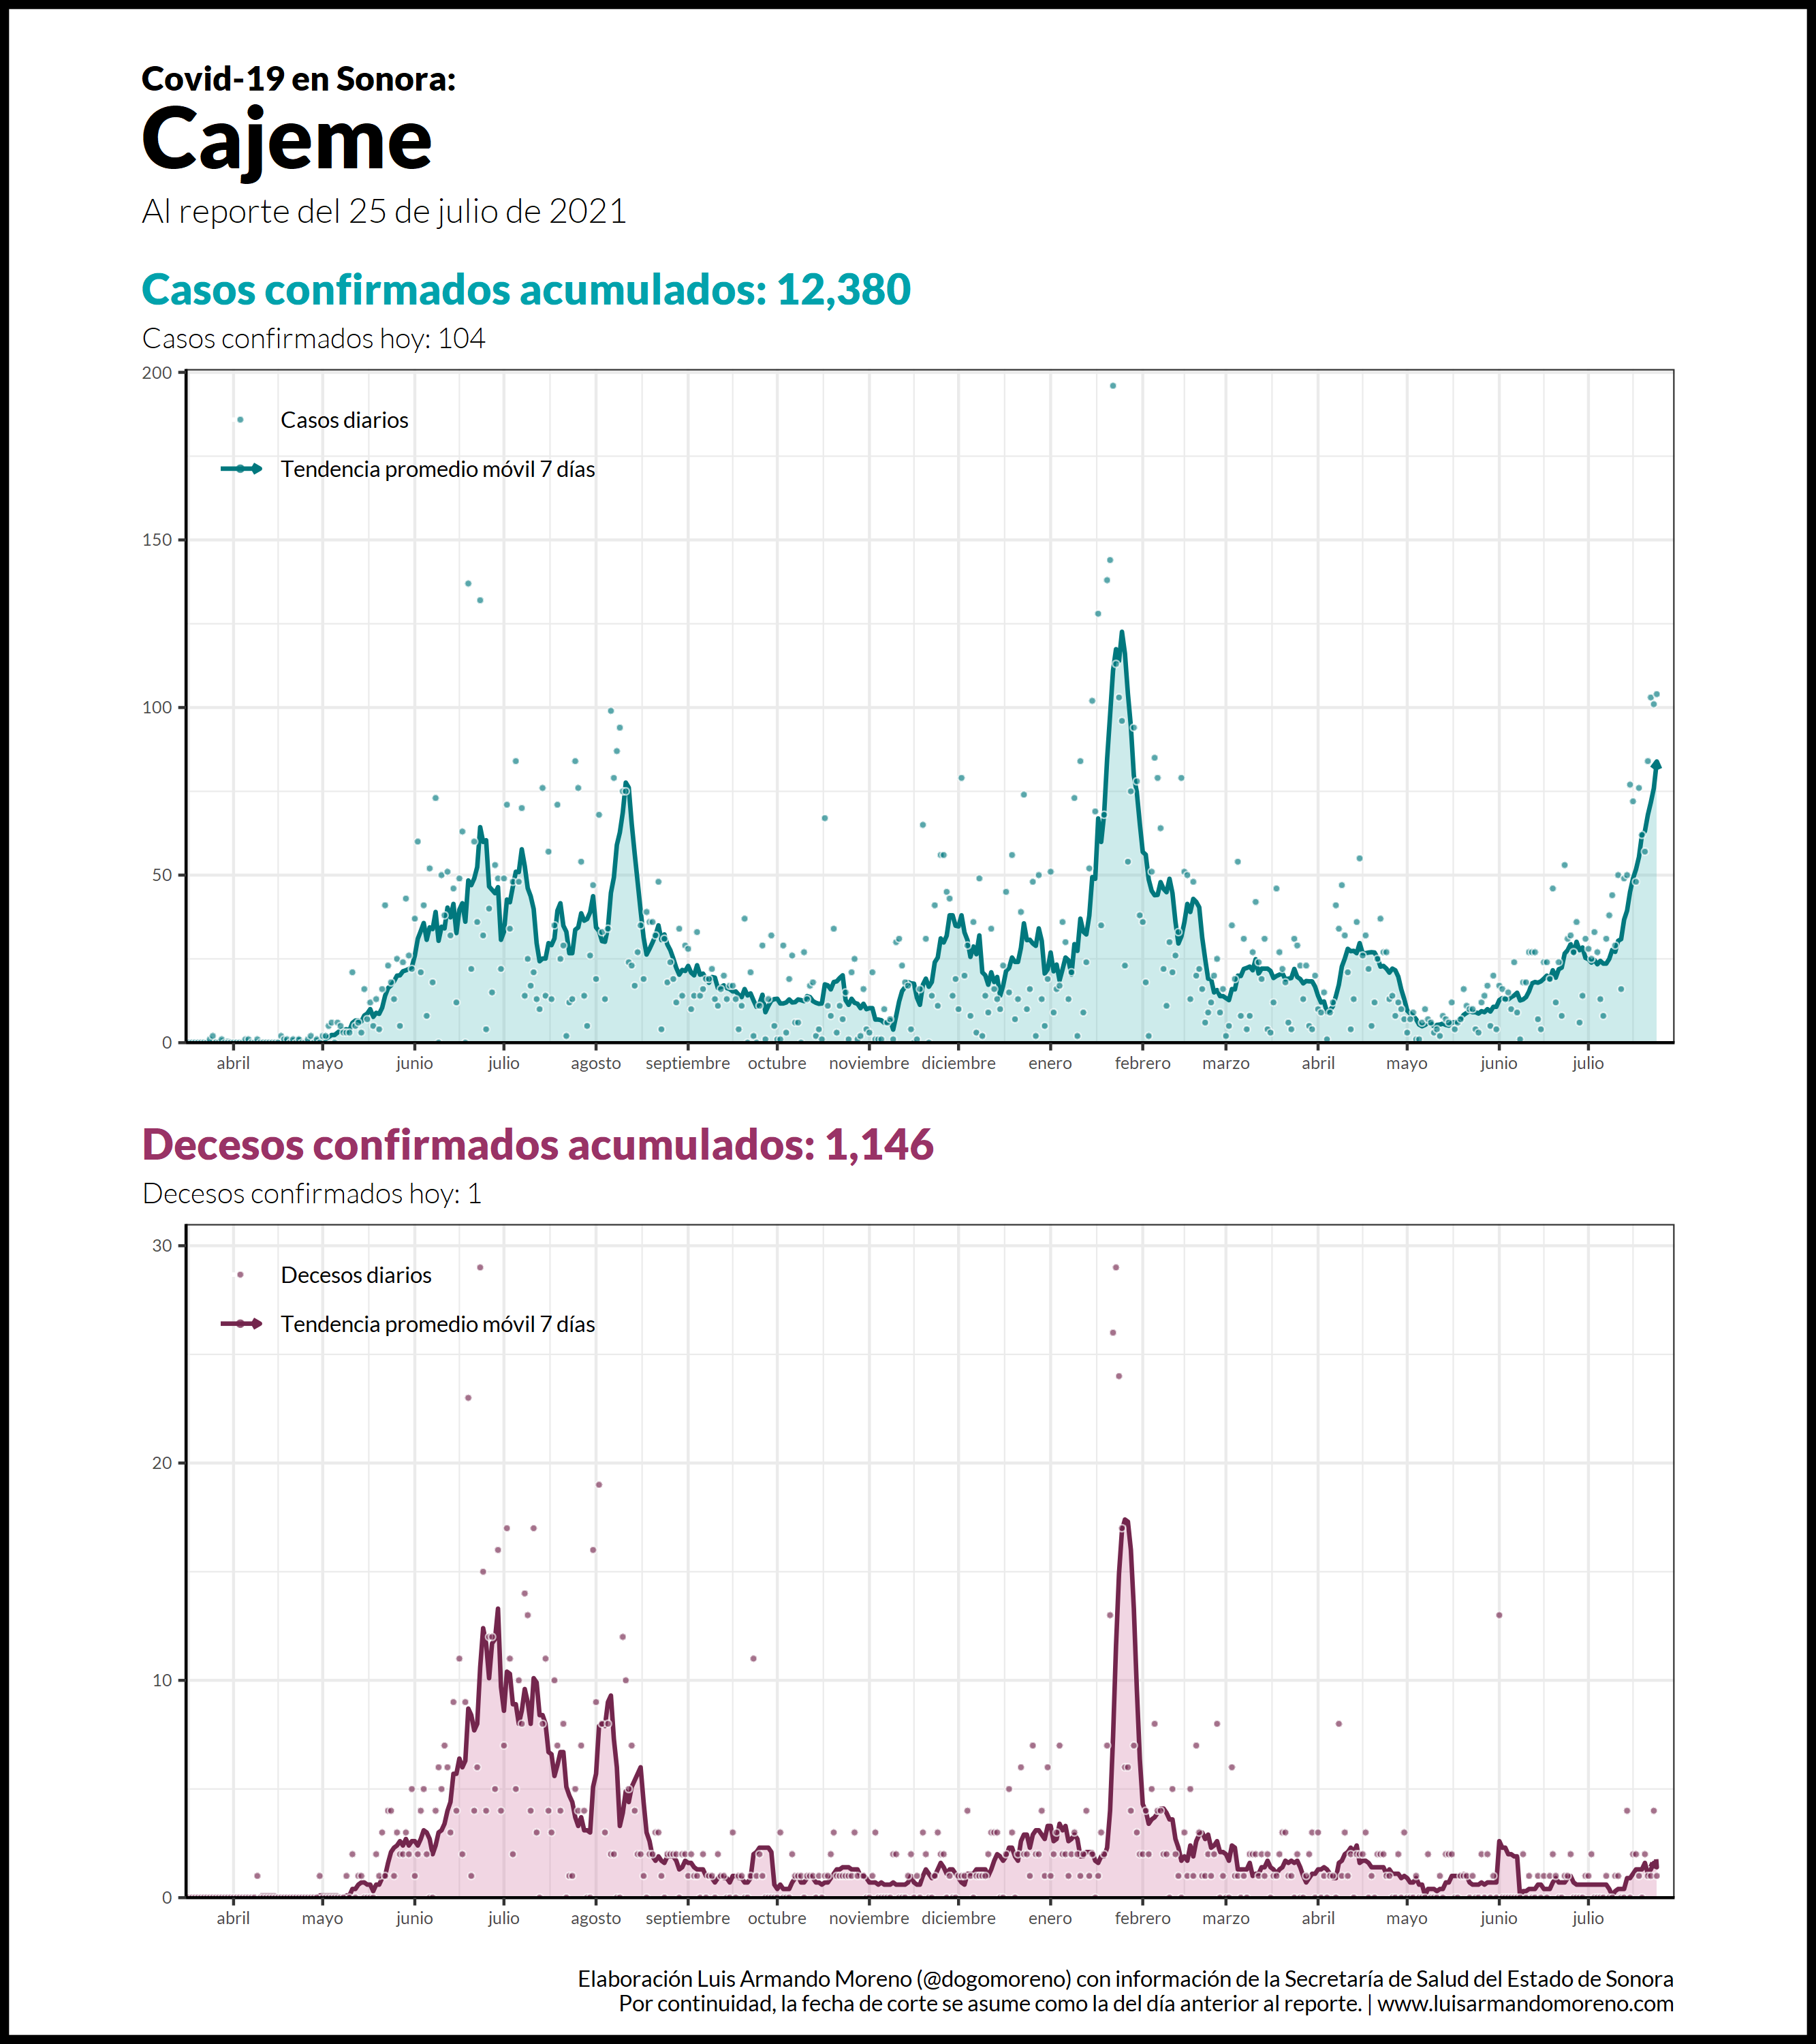 Covid-19 en Sonora:
Cajeme
Al reporte del 25 de julio de 2021
Casos confirmados acumulados: 12,380
Casos confirmados hoy: 104
200
150
100
50
0
Casos diarios
Tendencia promedio móvil 7 días
abril mayo junio julio agosto septiembre octubre noviembre diciembre enero febrero marzo abril mayo junio julio
Decesos confirmados acumulados: 1,146
Decesos confirmados hoy: 1
30
20
10
0
Decesos diarios
Tendencia promedio móvil 7 días
abril mayo junio julio agosto septiembre octubre noviembre diciembre enero febrero marzo abril mayo junio julio
Elaboración Luis Armando Moreno (@dogomoreno) con información de la Secretaría de Salud del Estado de Sonora
Por continuidad, la fecha de corte se asume como la del día anterior al reporte. | www.luisarmandomoreno.com